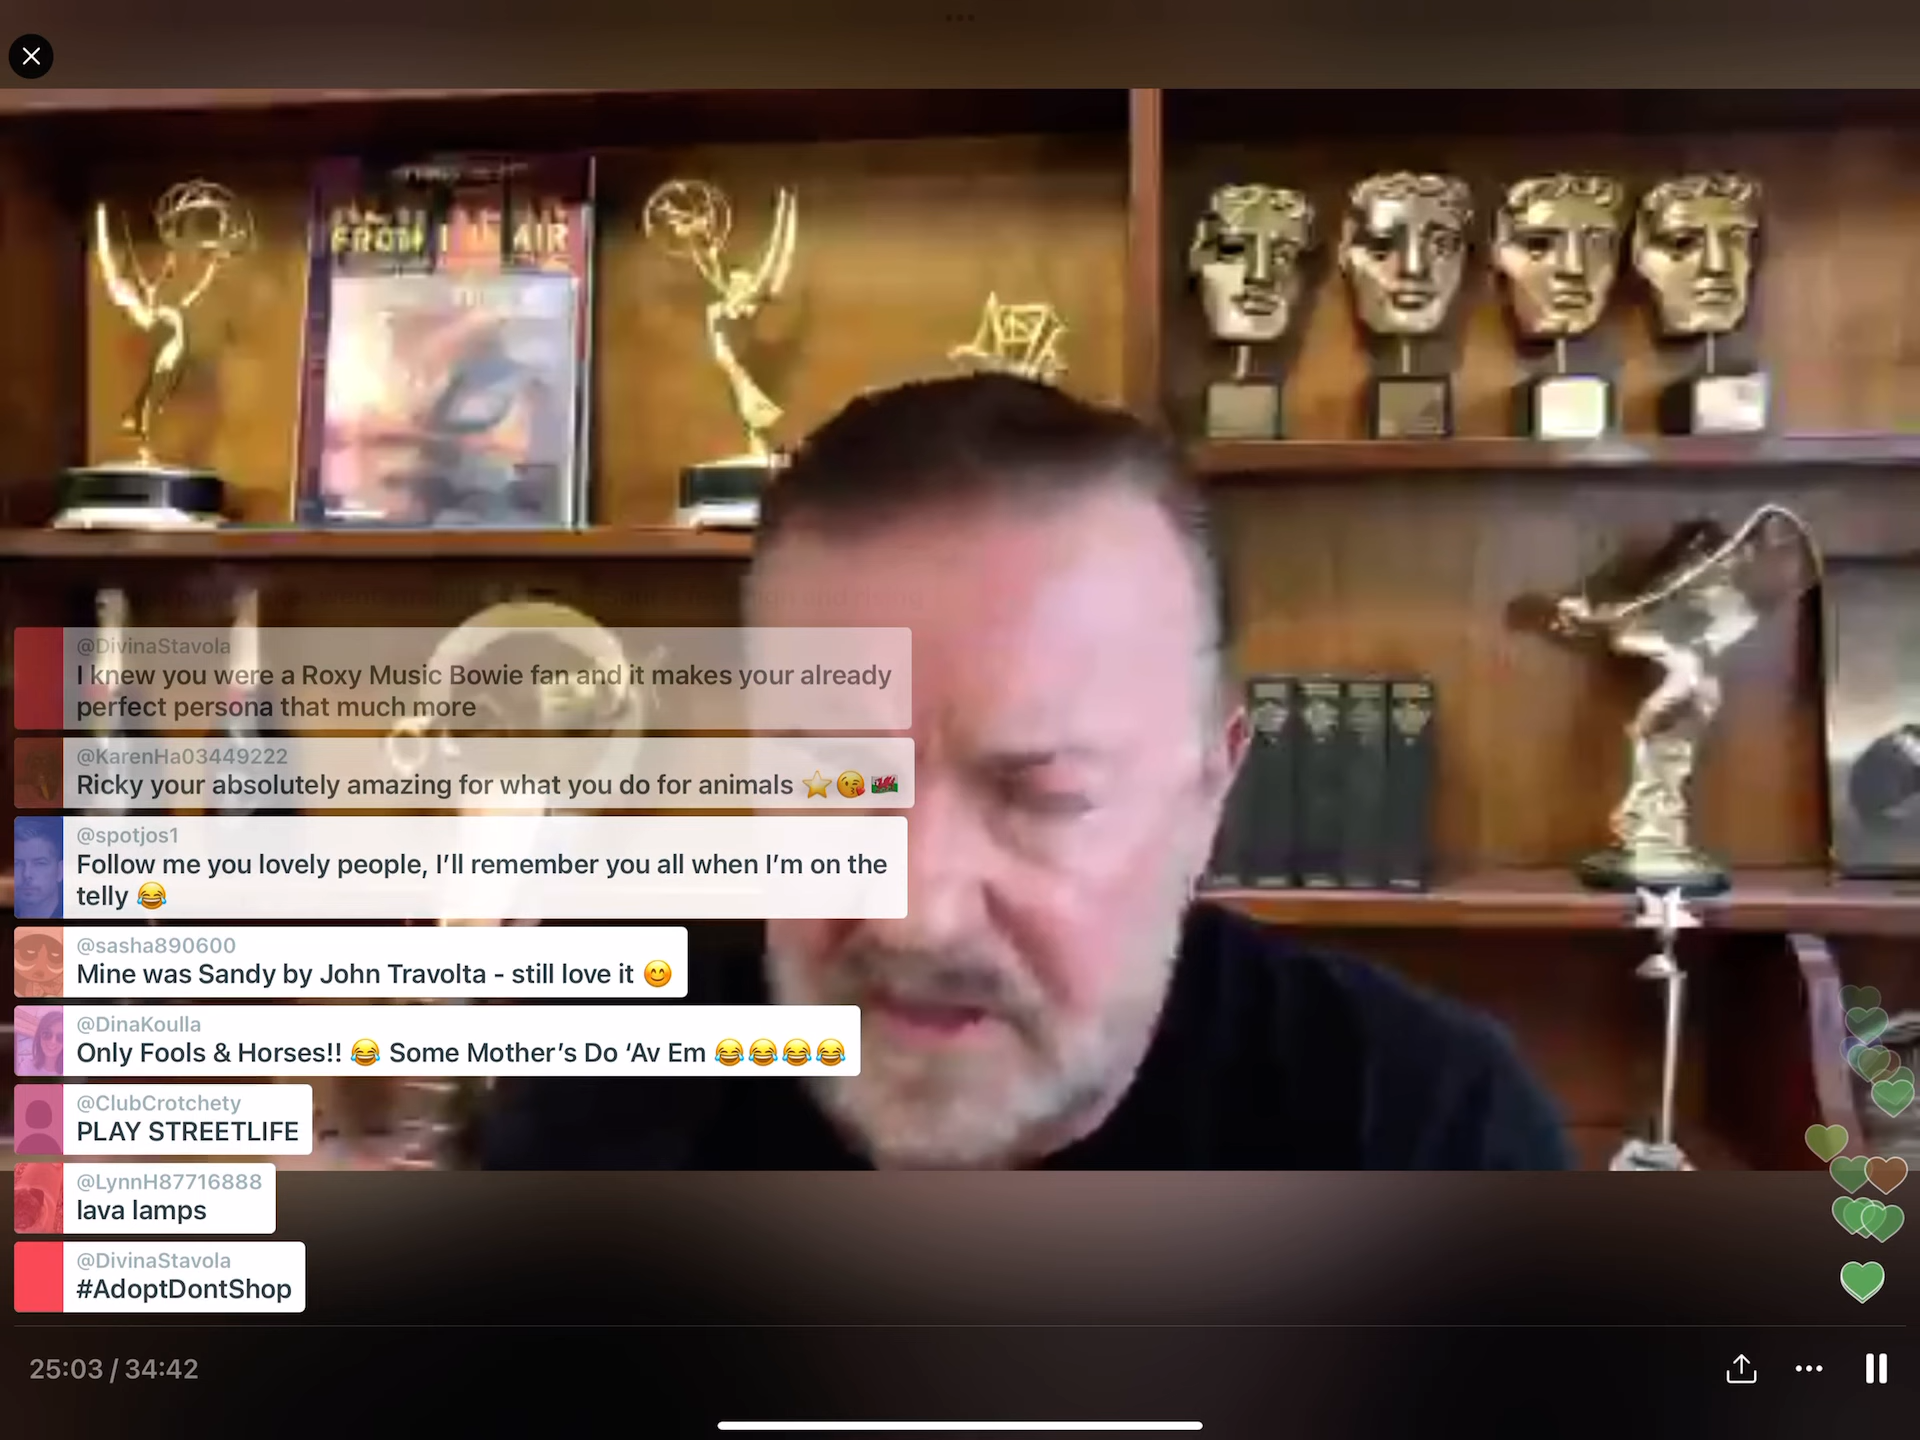 FROM
AIR
@DivinaStavola
I knew you were a Roxy Music Bowie fan and it makes your already
perfect persona that much more
@KarenHa03449222
Ricky your absolutely amazing for what you do for animals ⭐😘🏴󠁧󠁢󠁷󠁬󠁳󠁿
@spotjos1
Follow me you lovely people, I’ll remember you all when I’m on the
telly 😂
@sasha890600
Mine was Sandy by John Travolta - still love it 😊
@DinaKoulla
Only Fools & Horses!! 😂 Some Mother’s Do ‘Av Em 😂😂😂😂
@ClubCrotchety
PLAY STREETLIFE
@LynnH87716888
lava lamps
@DivinaStavola
#AdoptDontShop
25:03 / 34:42